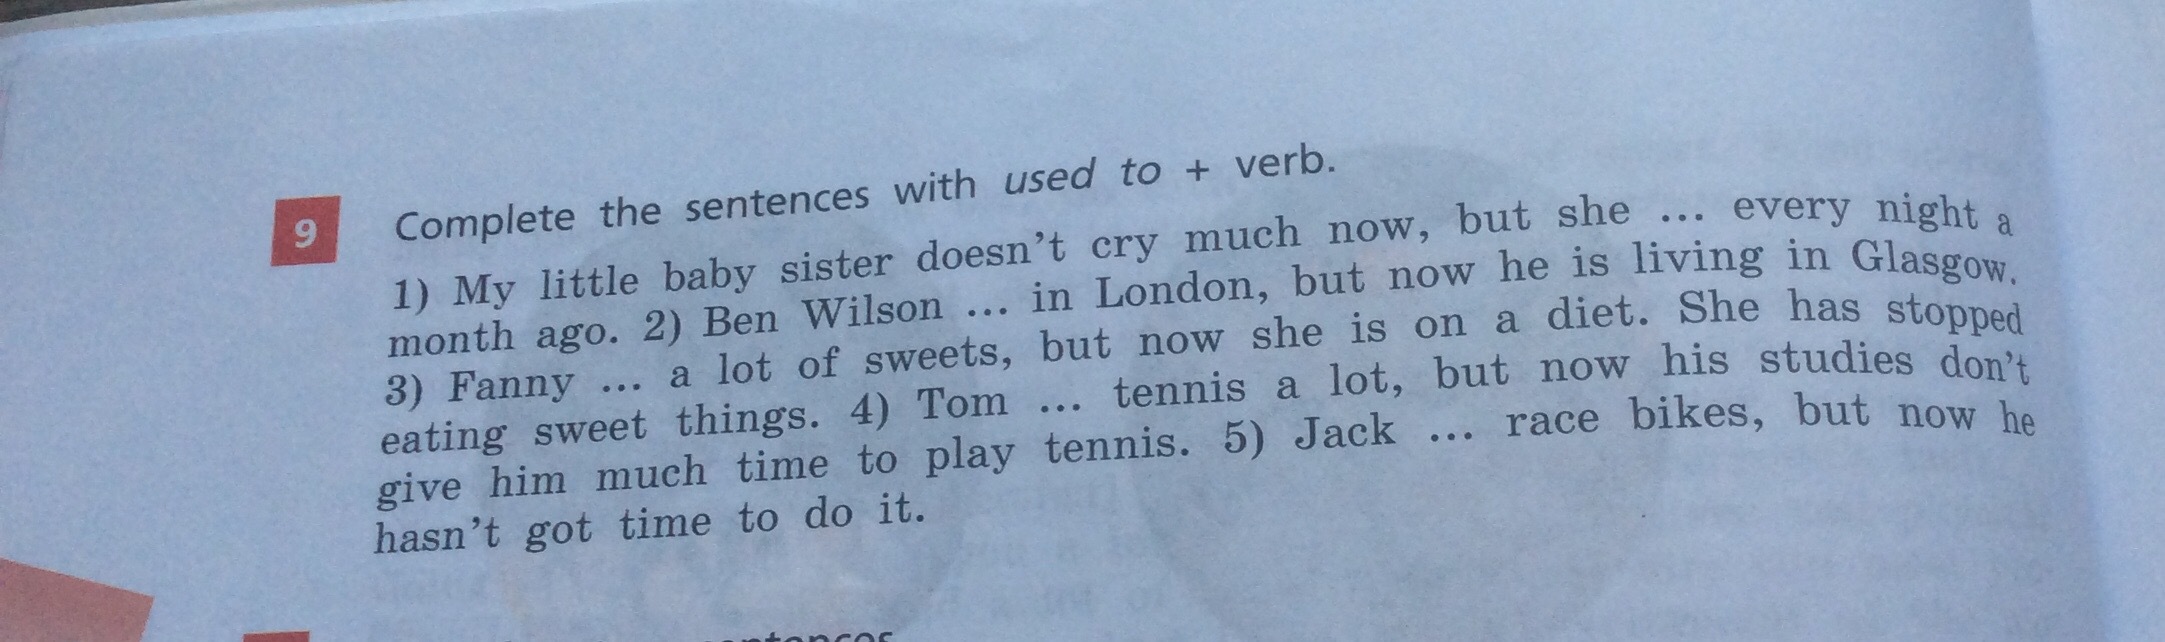 9 Complete the sentences with used to + verb.
1) My little baby sister doesn't cry much now, but she ... every night a
month ago. 2) Ben Wilson ... in London, but now he is living in Glasgow.
3) Fanny ... a lot of sweets, but now she is on a diet. She has stopped
eating sweet things. 4) Tom ... tennis a lot, but now his studies don't
give him much time to play tennis. 5) Jack ... race bikes, but now he
hasn't got time to do it.